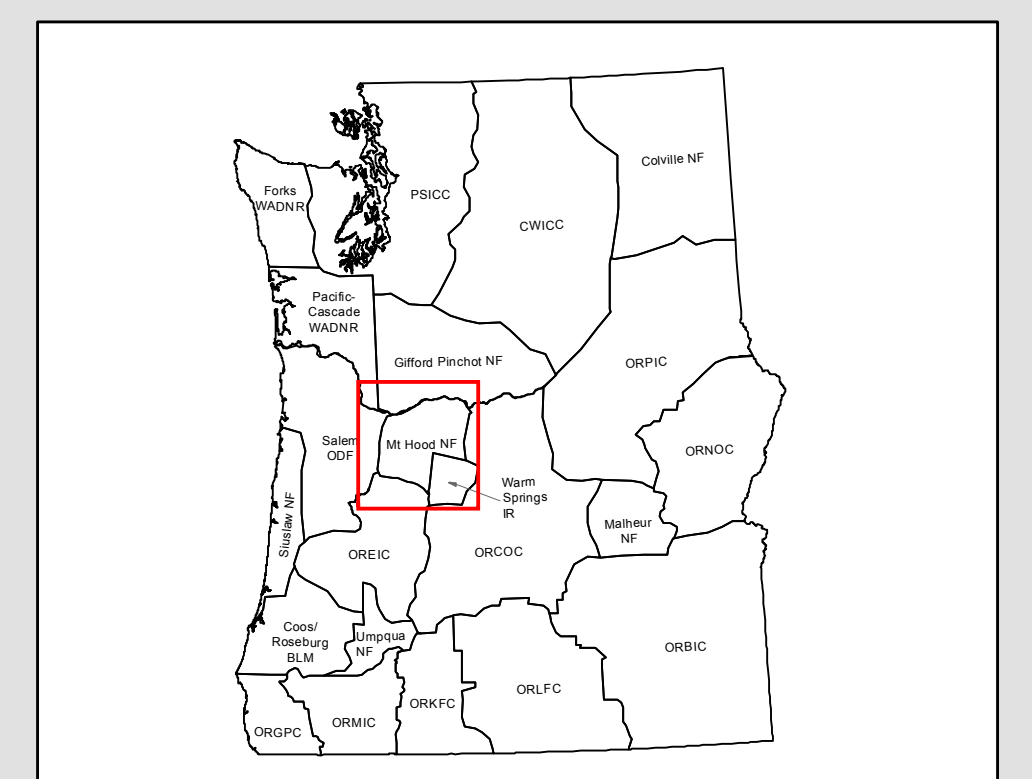 Colville NF
Forks
WADNR
PSICC
CWICC
Pacific-
Cascade
WADNR
Gifford Pinchot NF
ORPIC
Salem
ODF
Mt Hood NF
ORNOC
Warm
Springs
IR
Siuslaw NF
Malheur
NF
OREIC
ORCOC
Coos/
Roseburg
BLM
Umpqua
NF
ORBIC
ORLFC
ORKFC
ORMIC
ORGPC